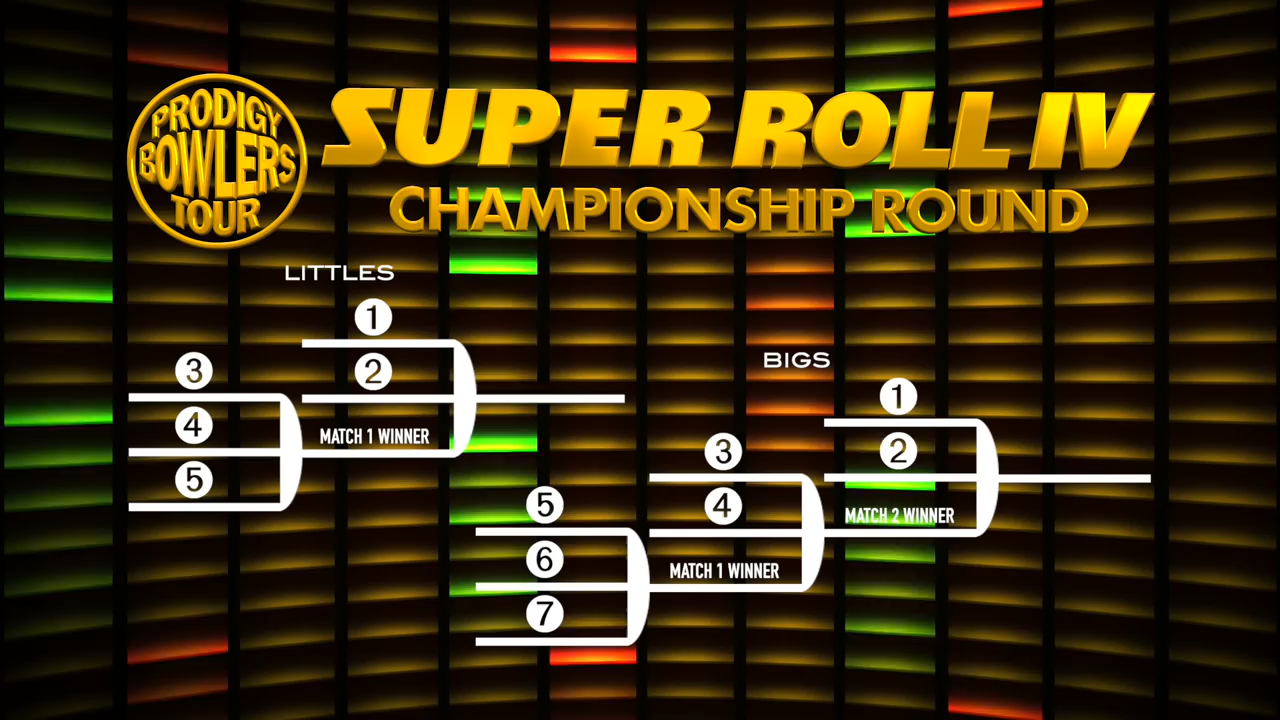 PRODIGY
BOWLERS
TOUR
SUPER ROLL IV
CHAMPIONSHIP ROUND
LITTLES
1
2
MATCH 1 WINNER
3
4
5
BIGS
1
2
MATCH 2 WINNER
3
4
MATCH 1 WINNER
5
6
7